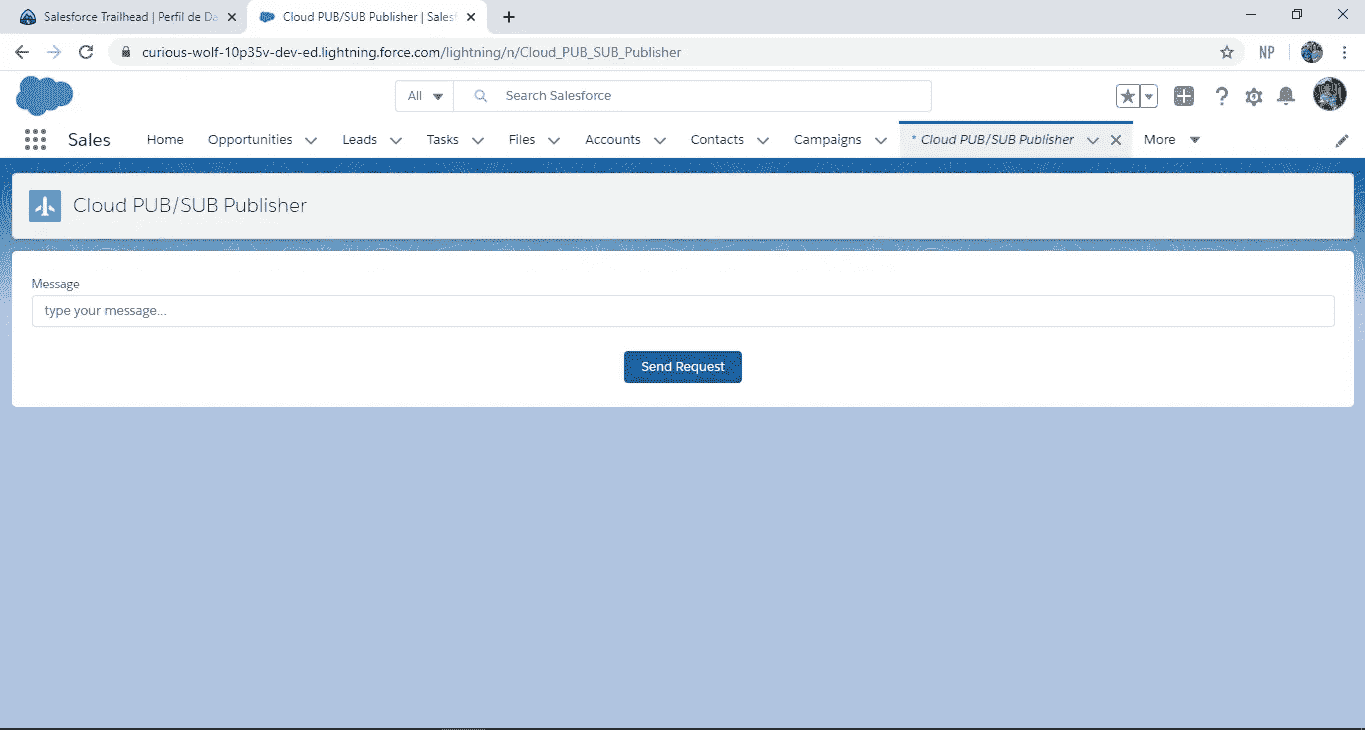 Salesforce Trailhead | Perfil de Da
Cloud PUB/SUB Publisher | Salesf
curious-wolf-10p35v-dev-ed.lightning.force.com/lightning/n/Cloud_PUB_SUB_Publisher
NP
All Search Salesforce
Sales Home Opportunities Leads Tasks Files Accounts Contacts Campaigns * Cloud PUB/SUB Publisher More
Cloud PUB/SUB Publisher
Message
type your message...
Send Request